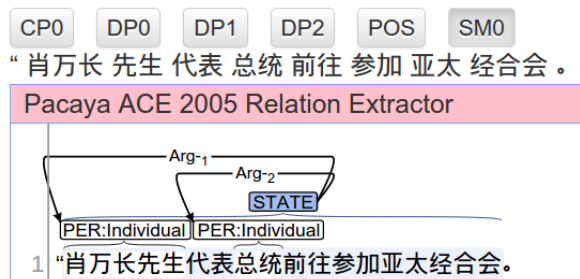 CP0 DP0 DP1 DP2 POS SM0
“ 肖万长 先生 代表 总统 前往 参加 亚太 经合会 。
Pacaya ACE 2005 Relation Extractor
Arg-1
Arg-2
STATE
PER:Individual PER:Individual
1 “肖万长先生代表总统前往参加亚太经合会。